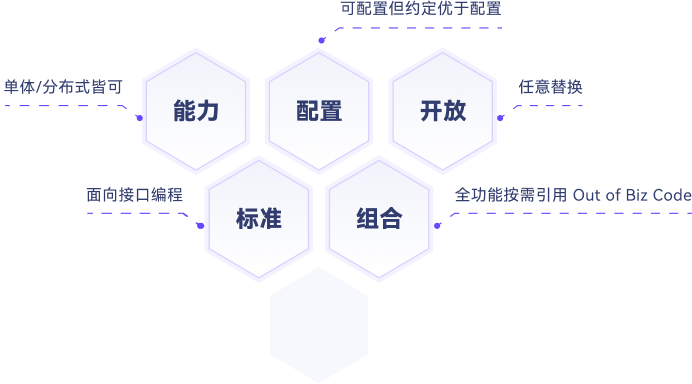 可配置但约定优于配置
单体/分布式皆可
任意替换
能力
配置
开放
面向接口编程
全功能按需引用 Out of Biz Code
标准
组合